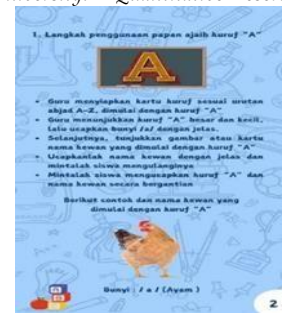 1. Langkah penggunaan papan ajaib huruf "A"
A
• Guru menyiapkan kartu huruf sesuai urutan
abjad A-Z, dimulai dengan huruf "A"
• Guru menunjukkan huruf "A" besar dan kecil,
lalu ucapkan bunyi /a/ dengan jelas.
• Selanjutnya, tunjukkan gambar atau kartu
nama hewan yang dimulai dengan huruf "A"
• Ucapkanlah nama hewan dengan jelas dan
mintalah siswa mengulanginya
• Mintalah siswa mengucapkan huruf "A" dan
nama hewan secara bergantian
Berikut contoh dan nama hewan yang
dimulai dengan huruf "A"
Bunyi : / a / (Ayam )
2